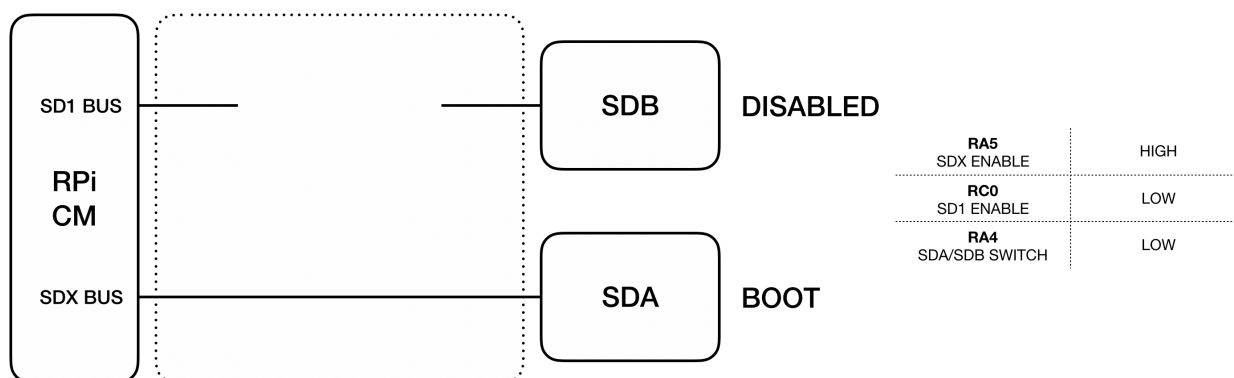 SD1 BUS
SDB
DISABLED
RPi
CM
SDX BUS
SDA
BOOT
RA5
SDX ENABLE
HIGH
RC0
SD1 ENABLE
LOW
RA4
SDA/SDB SWITCH
LOW